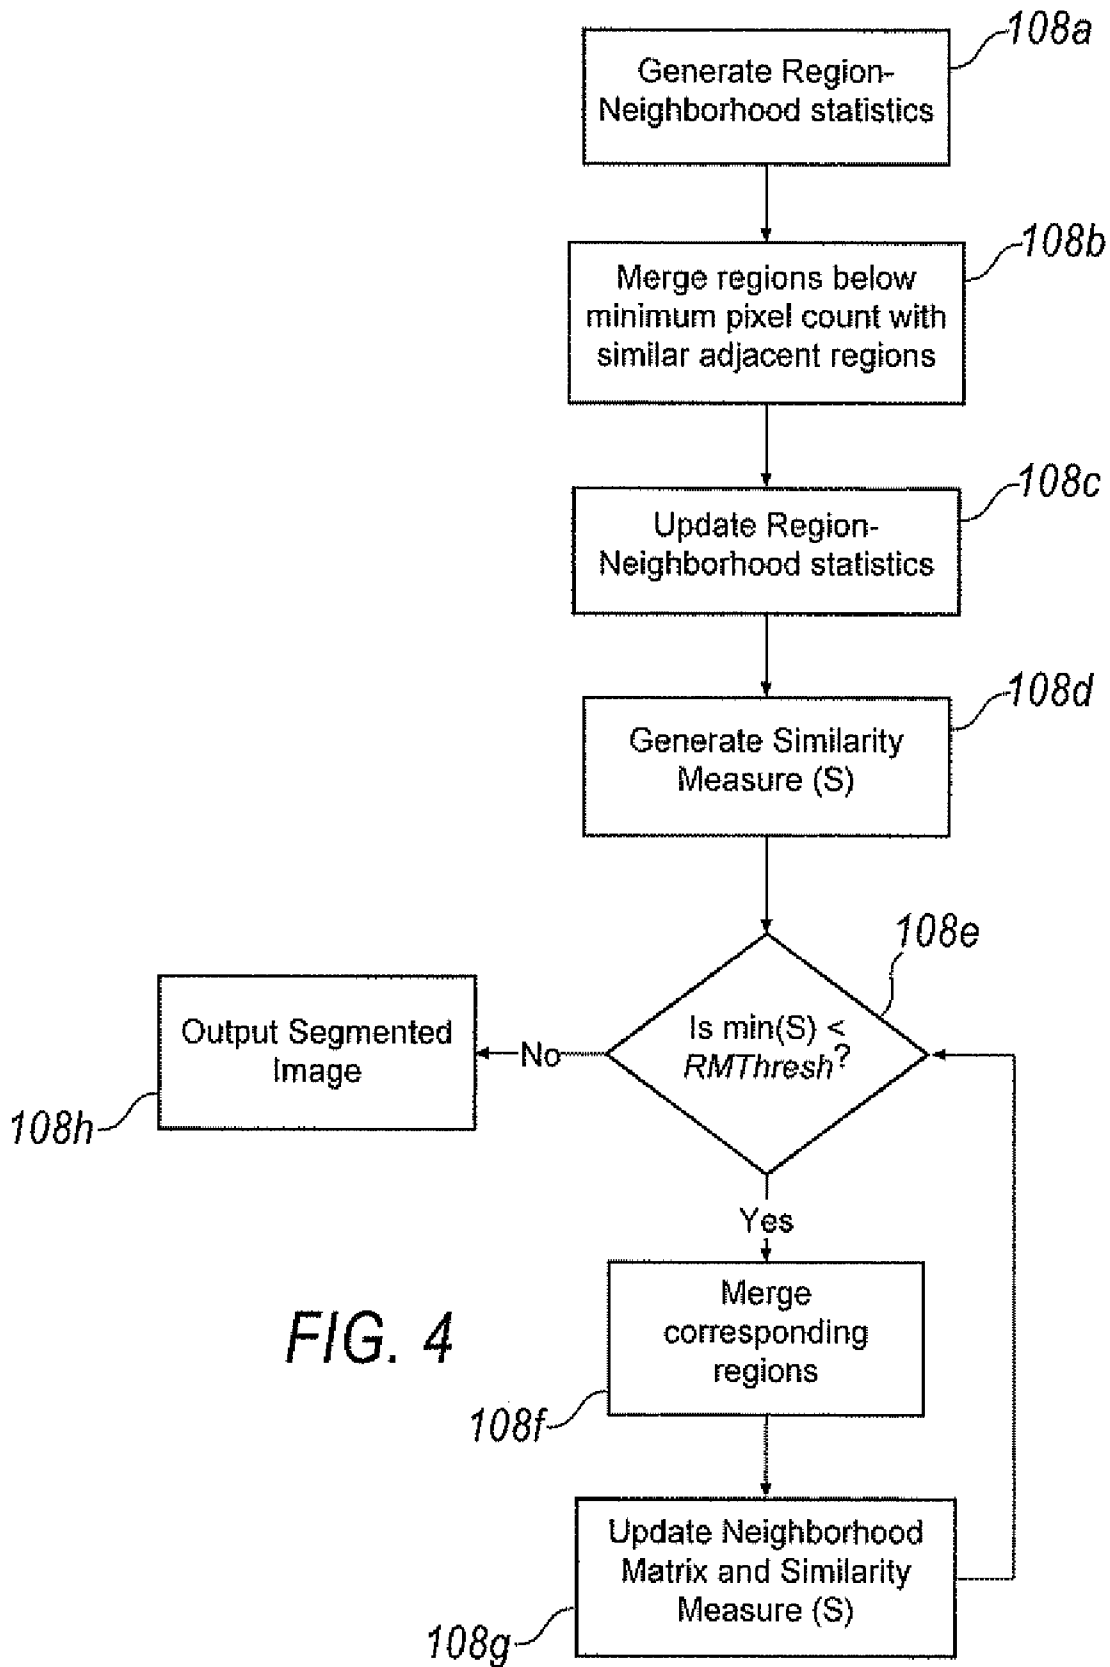 108a
Generate Region-
Neighborhood statistics
108b
Merge regions below
minimum pixel count with
similar adjacent regions
108c
Update Region-
Neighborhood statistics
108d
Generate Similarity
Measure (S)
108e
Is min(S) <
RMThresh?
No
Output Segmented
Image
108h
Yes
Merge
corresponding
regions
108f
FIG. 4
Update Neighborhood
Matrix and Similarity
Measure (S)
108g